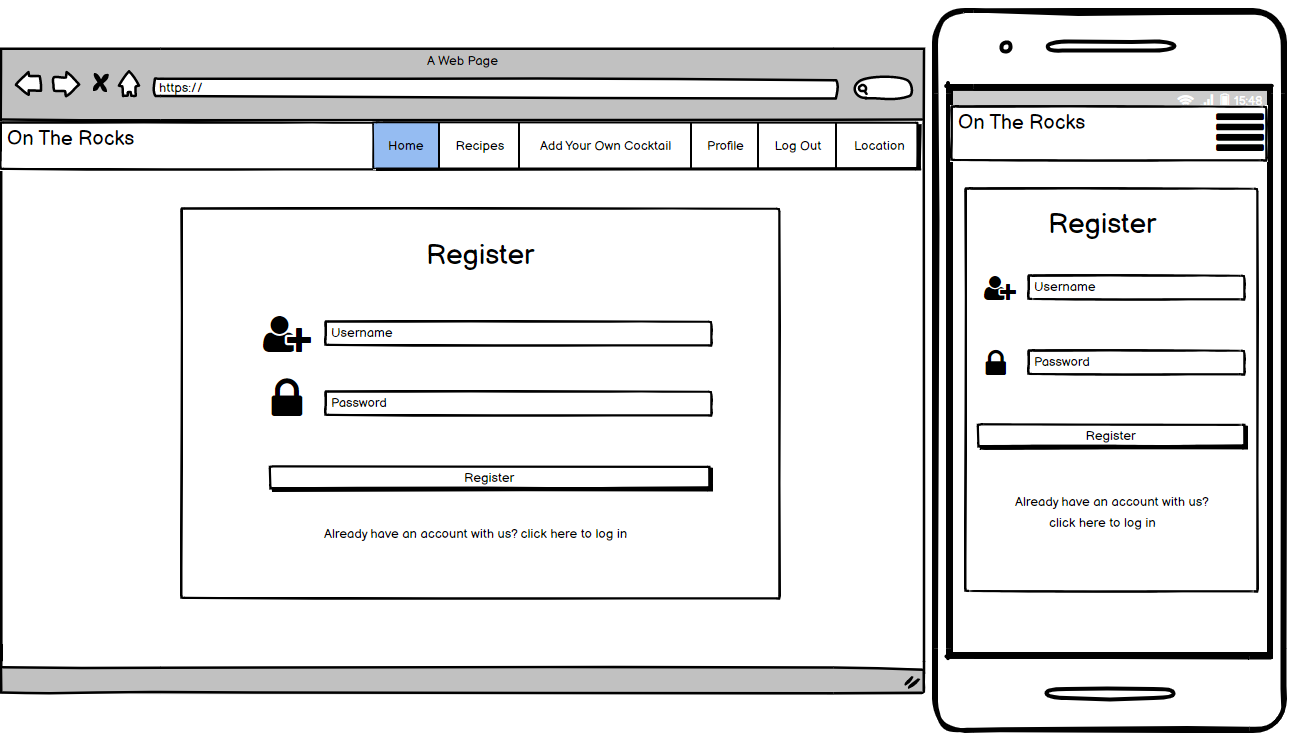 A Web Page
https://
On The Rocks
Home
Recipes
Add Your Own Cocktail
Profile
Log Out
Location
Register
Username
Password
Register
Already have an account with us? click here to log in
15:48
On The Rocks
Register
Username
Password
Register
Already have an account with us?
click here to log in